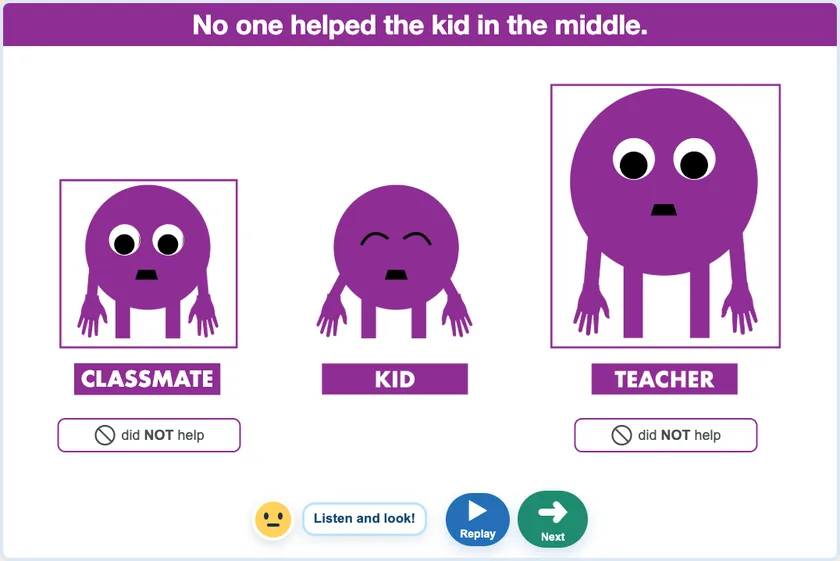 No one helped the kid in the middle.
CLASSMATE
KID
TEACHER
did NOT help
did NOT help
Listen and look!
Replay
Next